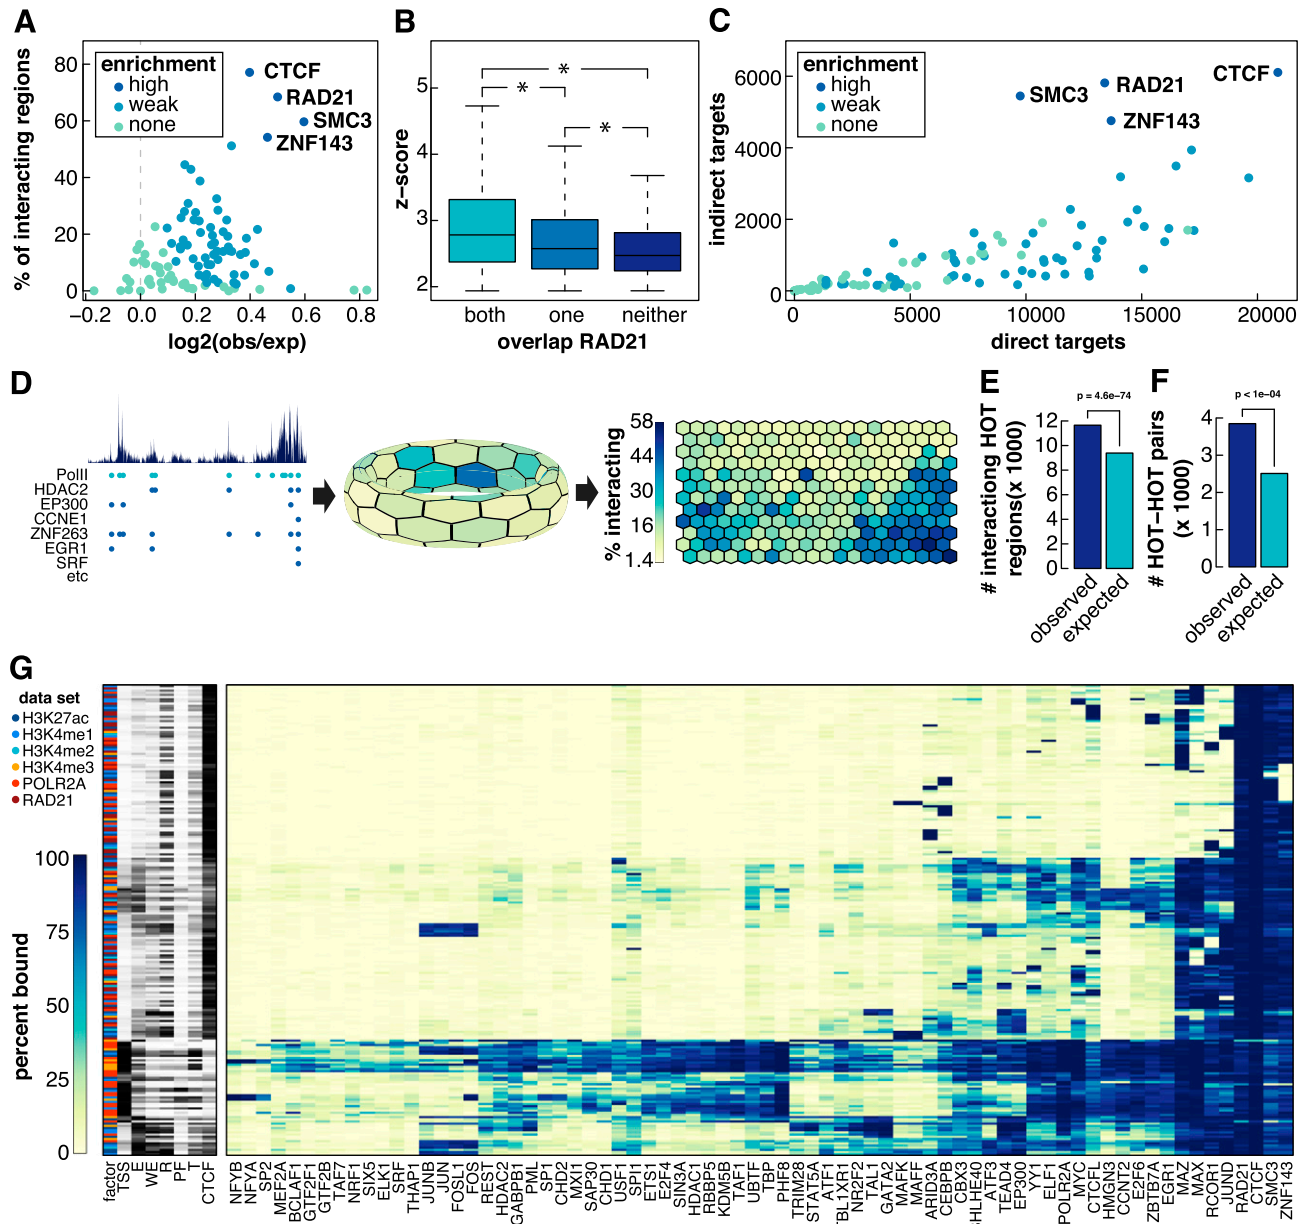 A
% of interacting regions
80
60
40
20
0
enrichment
high
weak
none
CTCF
RAD21
SMC3
ZNF143
−0.2
0.0
0.2
0.4
0.6
0.8
log2(obs/exp)
B
z−score
5
4
3
2
*
*
*
both
one
neither
overlap RAD21
C
indirect targets
6000
4000
2000
0
enrichment
high
weak
none
SMC3
RAD21
CTCF
ZNF143
0
5000
10000
15000
20000
direct targets
D
PolII
HDAC2
EP300
CCNE1
ZNF263
EGR1
SRF
etc
% interacting
58
44
30
16
1.4
E
# interactiong HOT
regions(x 1000)
p = 4.6e−74
12
10
8
6
4
2
0
observed
expected
F
# HOT−HOT pairs
(x 1000)
p < 1e−04
4
3
2
1
0
observed
expected
G
data set
H3K27ac
H3K4me1
H3K4me2
H3K4me3
POLR2A
RAD21
percent bound
100
75
50
25
0
factor
TSS
E
WE
R
PF
T
CTCF
NFYB
NFYA
SP2
MEF2A
BCLAF1
GTF2F1
GTF2B
TAF7
NRF1
SIX5
ELK1
SRF
THAP1
JUNB
JUN
FOSL1
FOS
REST
HDAC2
GABPB1
PML
SP1
CHD2
MXI1
SAP30
CHD1
USF1
SPI1
ETS1
E2F4
SIN3A
HDAC1
RBBP5
KDM5B
TAF1
UBTF
TBP
PHF8
TRIM28
STAT5A
ATF1
TBL1XR1
NR2F2
TAL1
GATA2
MAFK
MAFF
ARID3A
CEBPB
CBX3
BHLHE40
ATF3
TEAD4
EP300
YY1
ELF1
POLR2A
MYC
CTCFL
HMGN3
CCNT2
E2F6
ZBTB7A
EGR1
MAZ
MAX
RCOR1
JUND
RAD21
CTCF
SMC3
ZNF143